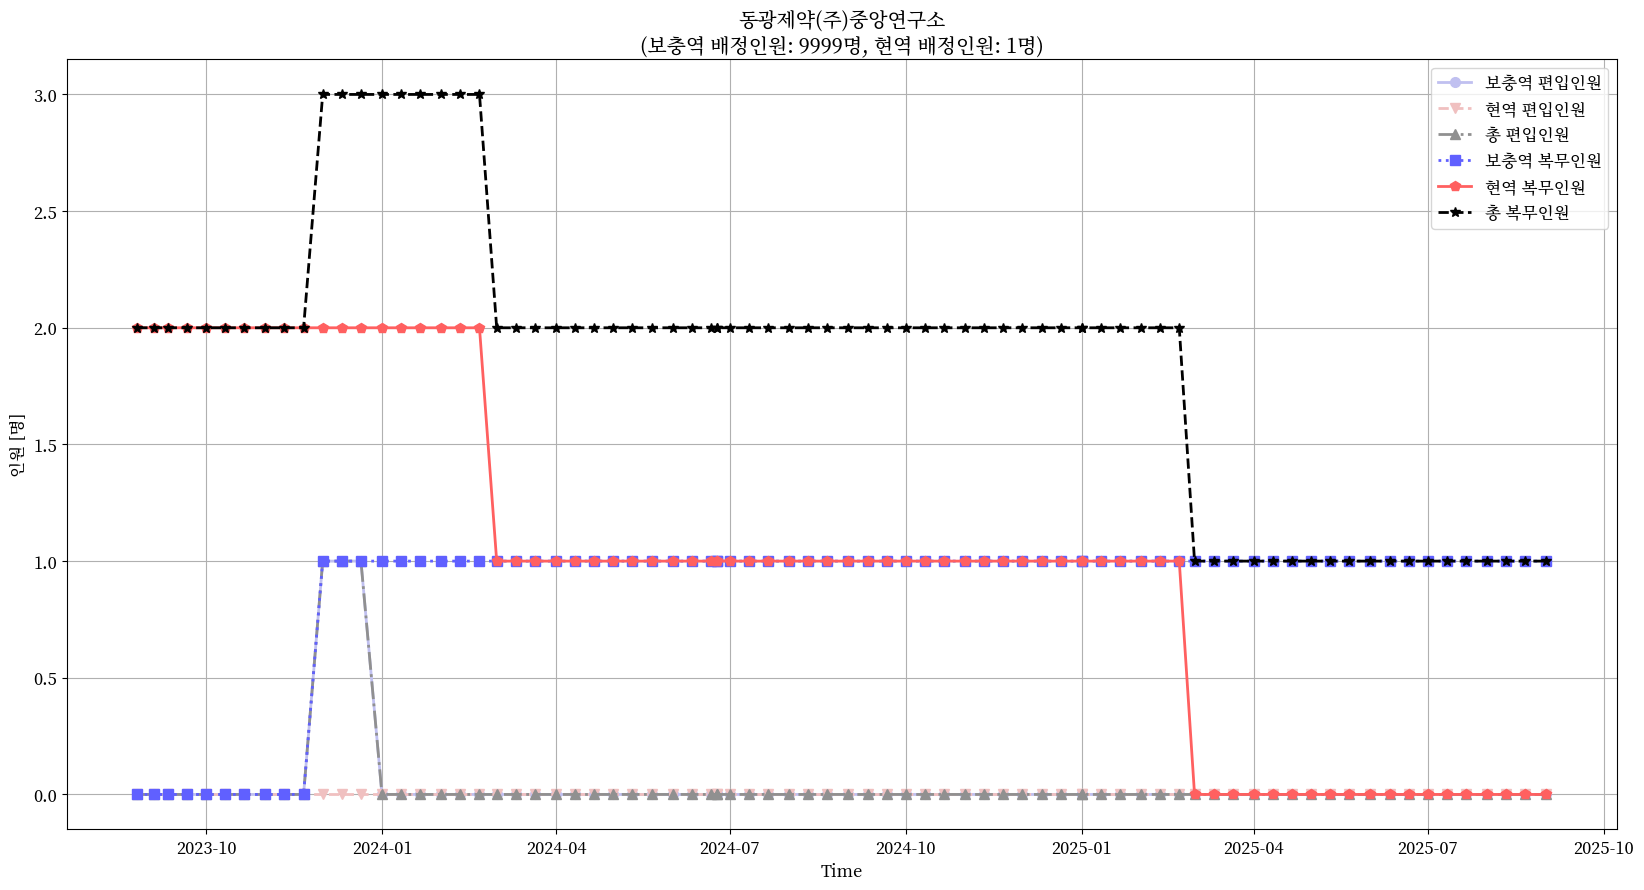 동광제약(주)중앙연구소
(보충역 배정인원: 9999명, 현역 배정인원: 1명)
보충역 편입인원
현역 편입인원
총 편입인원
보충역 복무인원
현역 복무인원
총 복무인원
인원 [명]
3.0
2.5
2.0
1.5
1.0
0.5
0.0
2023-10
2024-01
2024-04
2024-07
2024-10
2025-01
2025-04
2025-07
2025-10
Time